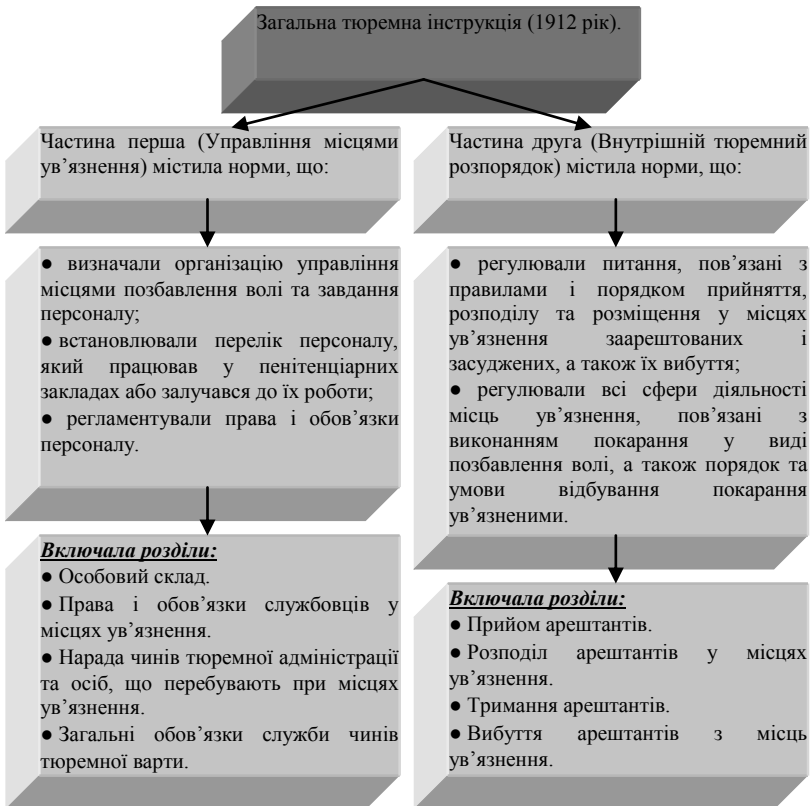 Загальна тюремна інструкція (1912 рік).
Частина перша (Управління місцями
ув’язнення) містила норми, що:
● визначали організацію управління
місцями позбавлення волі та завдання
персоналу;
● встановлювали перелік персоналу,
який працював у пенітенціарних
закладах або залучався до їх роботи;
● регламентували права і обов’язки
персоналу.
Включала розділи:
● Особовий склад.
● Права і обов’язки службовців у
місцях ув’язнення.
● Нарада чинів тюремної адміністрації
та осіб, що перебувають при місцях
ув’язнення.
● Загальні обов’язки служби чинів
тюремної варти.
Частина друга (Внутрішній тюремний
розпорядок) містила норми, що:
● регулювали питання, пов’язані з
правилами і порядком прийняття,
розподілу та розміщення у місцях
ув’язнення заарештованих і
засуджених, а також їх вибуття;
● регулювали всі сфери діяльності
місць ув’язнення, пов’язані з
виконанням покарання у виді
позбавлення волі, а також порядок та
умови відбування покарання
ув’язненими.
Включала розділи:
● Прийом арештантів.
● Розподіл арештантів у місцях
ув’язнення.
● Тримання арештантів.
● Вибуття арештантів з місць
ув’язнення.